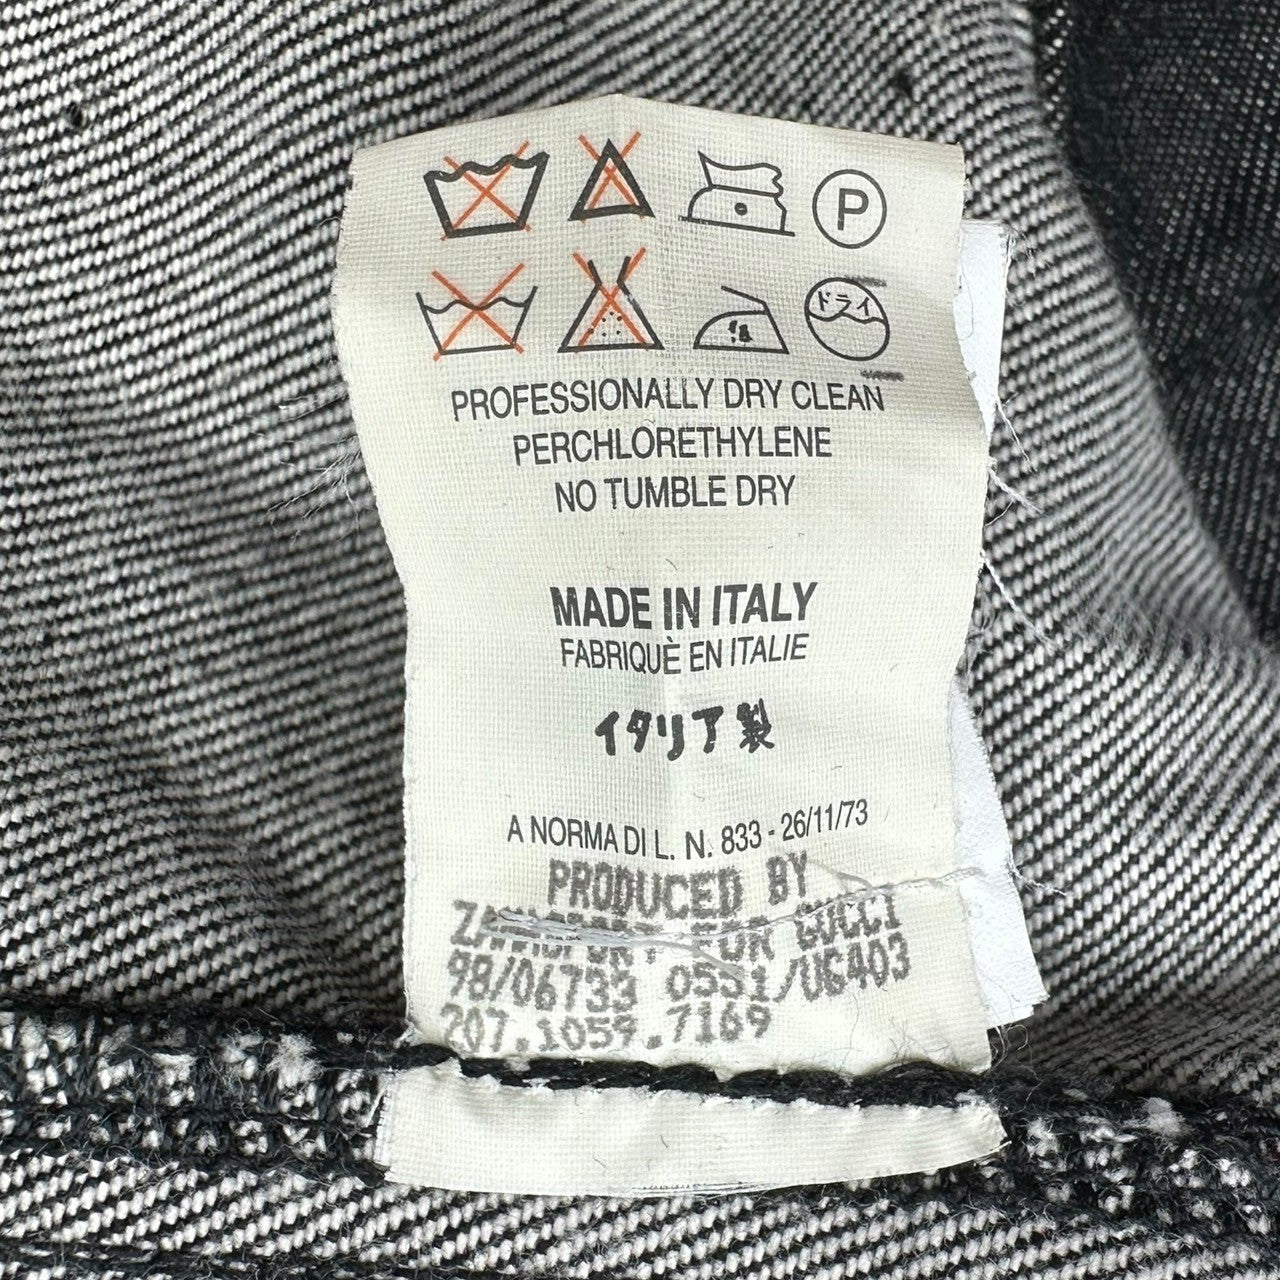 P
ドライ
PROFESSIONALLY DRY CLEAN
PERCHLORETHYLENE
NO TUMBLE DRY
MADE IN ITALY
FABRIQUÈ EN ITALIE
イタリア製
A NORMA DI L. N. 833 - 26/11/73
PRODUCED BY
FOR GUCCI
98/06733 0551/UG403
207.1059.7169